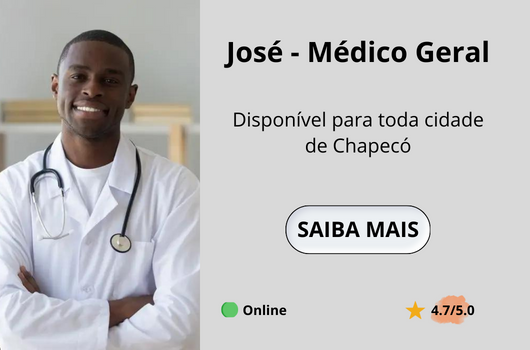 José - Médico Geral
Disponível para toda cidade
de Chapecó
SAIBA MAIS
Online
4.7/5.0